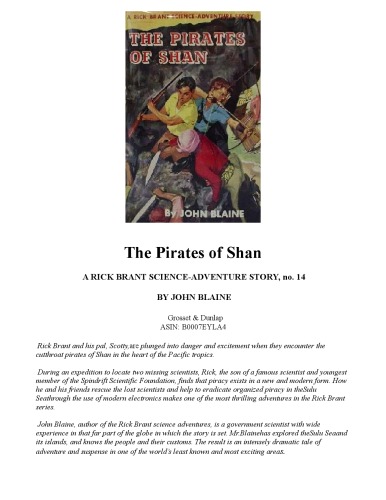 A RICK BRANT SCIENCE-ADVENTURE STORY
THE PIRATES
OF SHAN
By JOHN BLAINE
The Pirates of Shan
A RICK BRANT SCIENCE-ADVENTURE STORY, no. 14
BY JOHN BLAINE
Grosset & Dunlap
ASIN: B0007EYLA4
Rick Brant and his pal, Scotty,are plunged into danger and excitement when they encounter the
cutthroat pirates of Shan in the heart of the Pacific tropics.
During an expedition to locate two missing scientists, Rick, the son of a famous scientist and youngest
member of the Spindrift Scientific Foundation, finds that piracy exists in a new and modern form. How
he and his friends rescue the lost scientists and help to eradicate organized piracy in theSulu
Seathrough the use of modern electronics makes one of the most thrilling adventures in the Rick Brant
series.
John Blaine, author of the Rick Brant science adventures, is a government scientist with wide
experience in that far part of the globe in which the story is set. Mr.Blainehas explored theSulu Seaand
its islands, and knows the people and their customs. The result is an intensely dramatic tale of
adventure and suspense in one of the world's least known and most exciting areas.